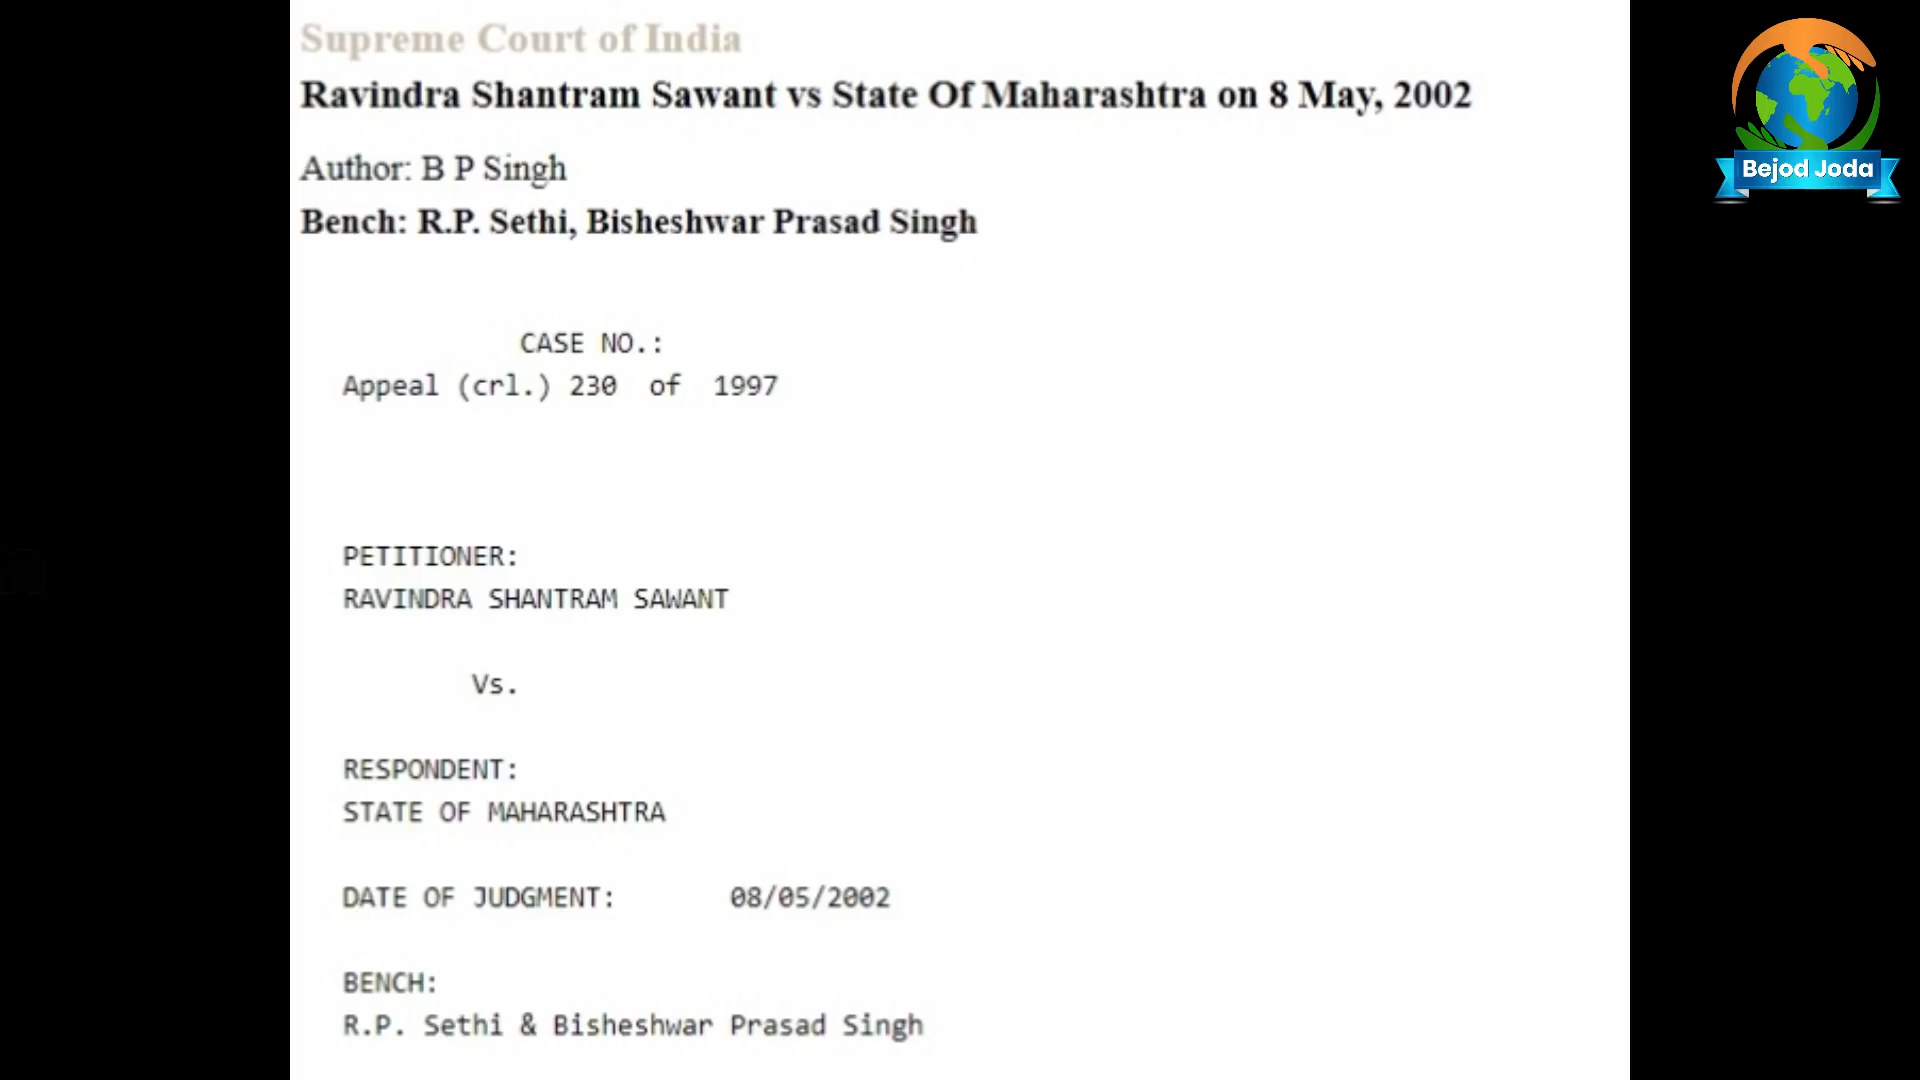 Supreme Court of India
Ravindra Shantram Sawant vs State Of Maharashtra on 8 May, 2002
Author: B P Singh
Bench: R.P. Sethi, Bisheshwar Prasad Singh
CASE NO.:
Appeal (crl.) 230 of 1997
PETITIONER:
RAVINDRA SHANTRAM SAWANT
Vs.
RESPONDENT:
STATE OF MAHARASHTRA
DATE OF JUDGMENT: 08/05/2002
BENCH:
R.P. Sethi & Bisheshwar Prasad Singh
Bejod Joda